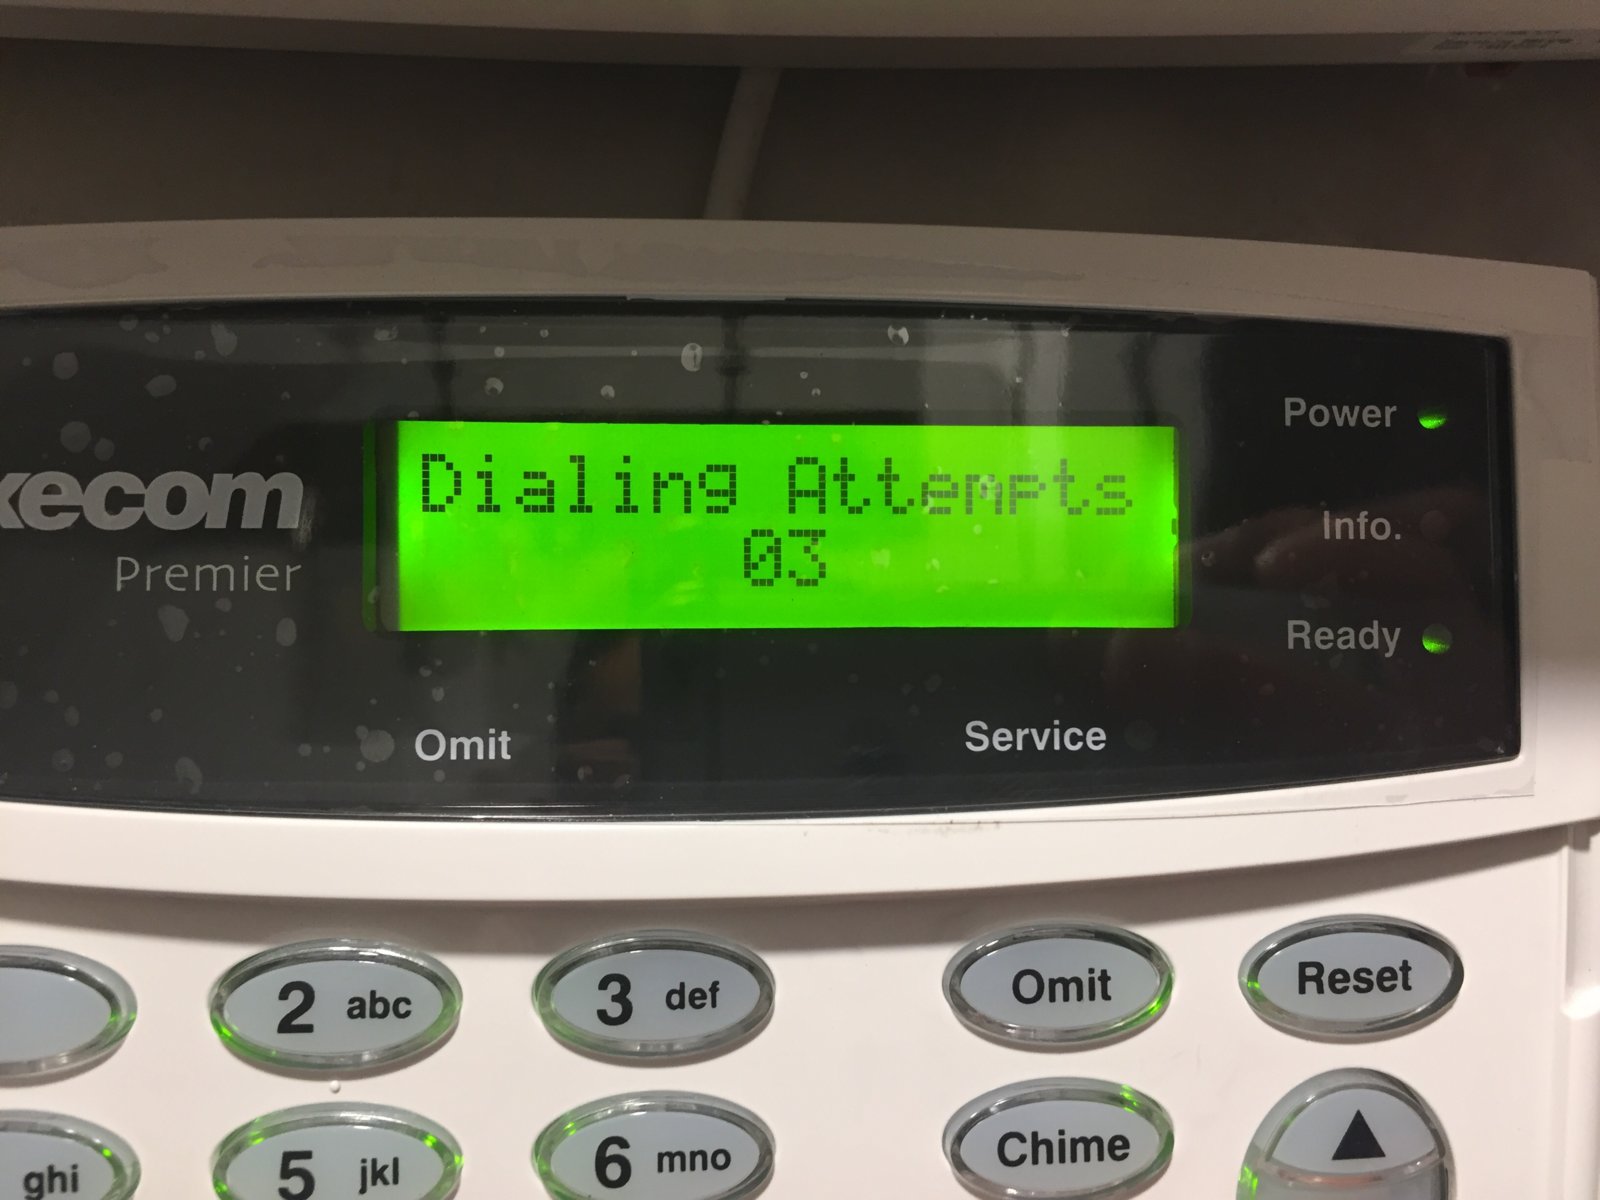 Dialing Attempts
03
Power
Info.
Ready
xecom
Premier
Omit
Service
2 abc
3 def
Omit
Reset
ghi
5 jkl
6 mno
Chime